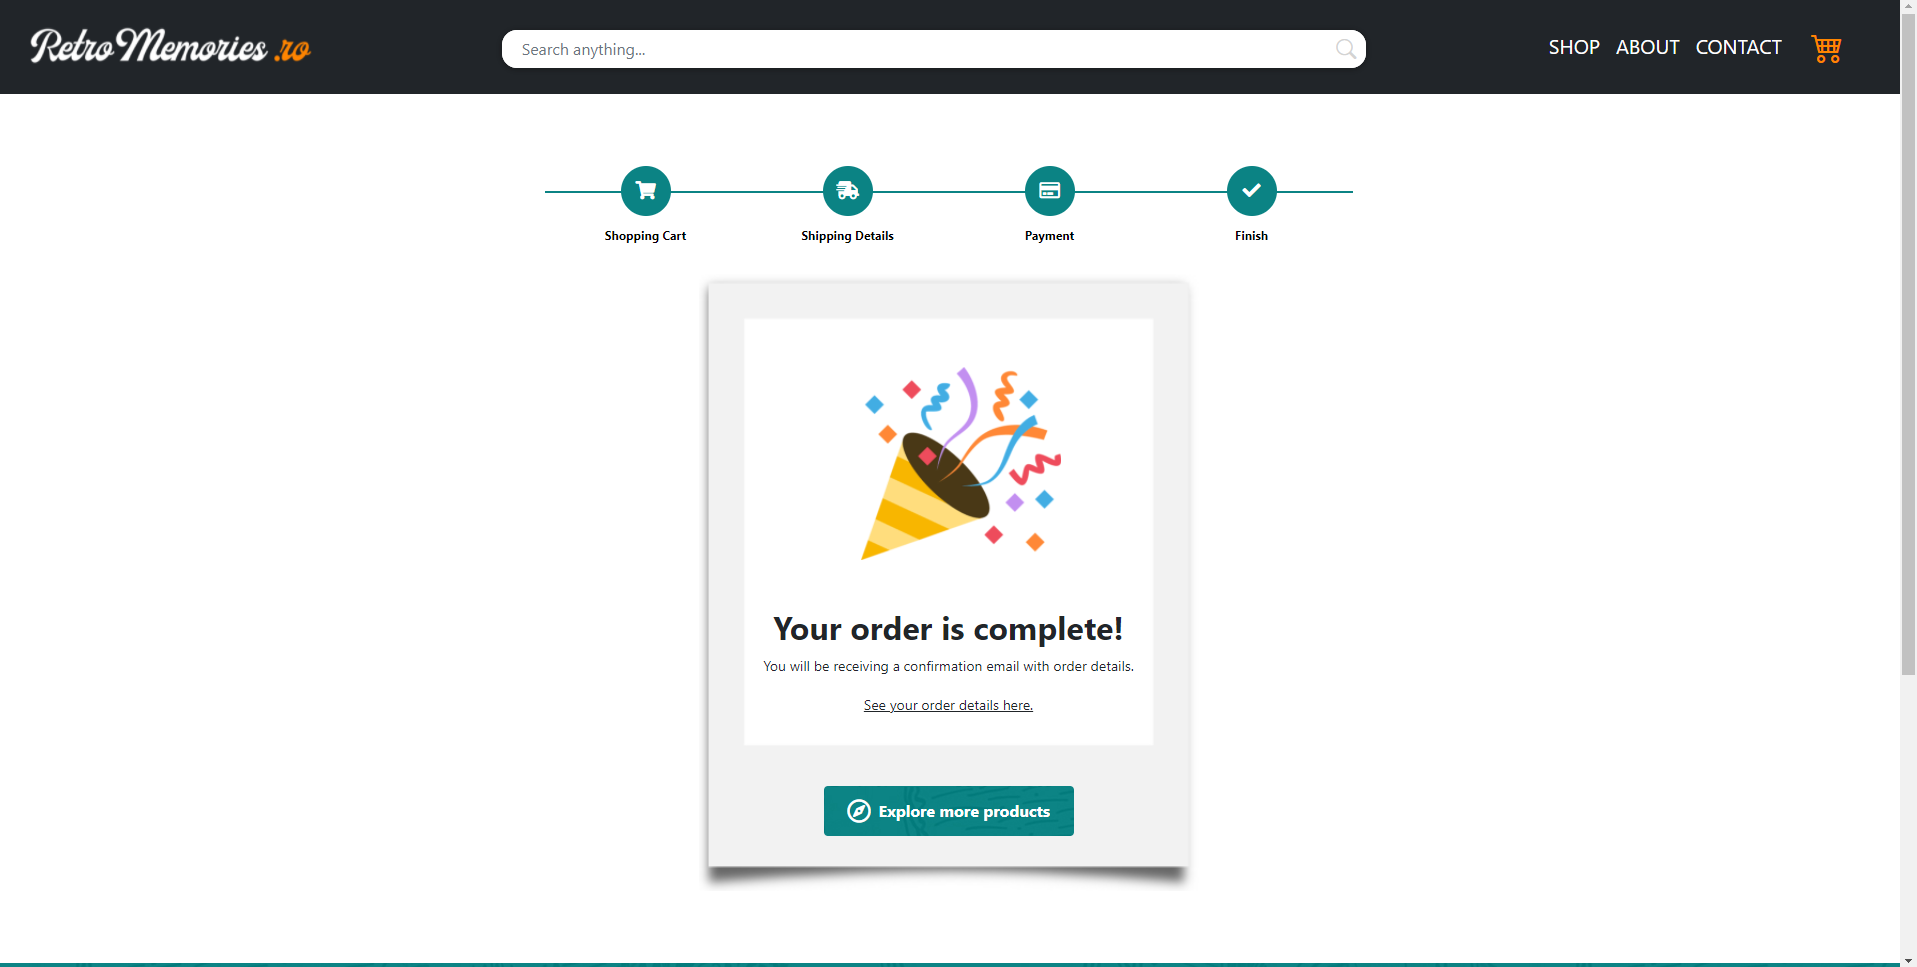 RetroMemories.ro
Search anything...
SHOP ABOUT CONTACT
Shopping Cart
Shipping Details
Payment
Finish
Your order is complete!
You will be receiving a confirmation email with order details.
See your order details here.
Explore more products